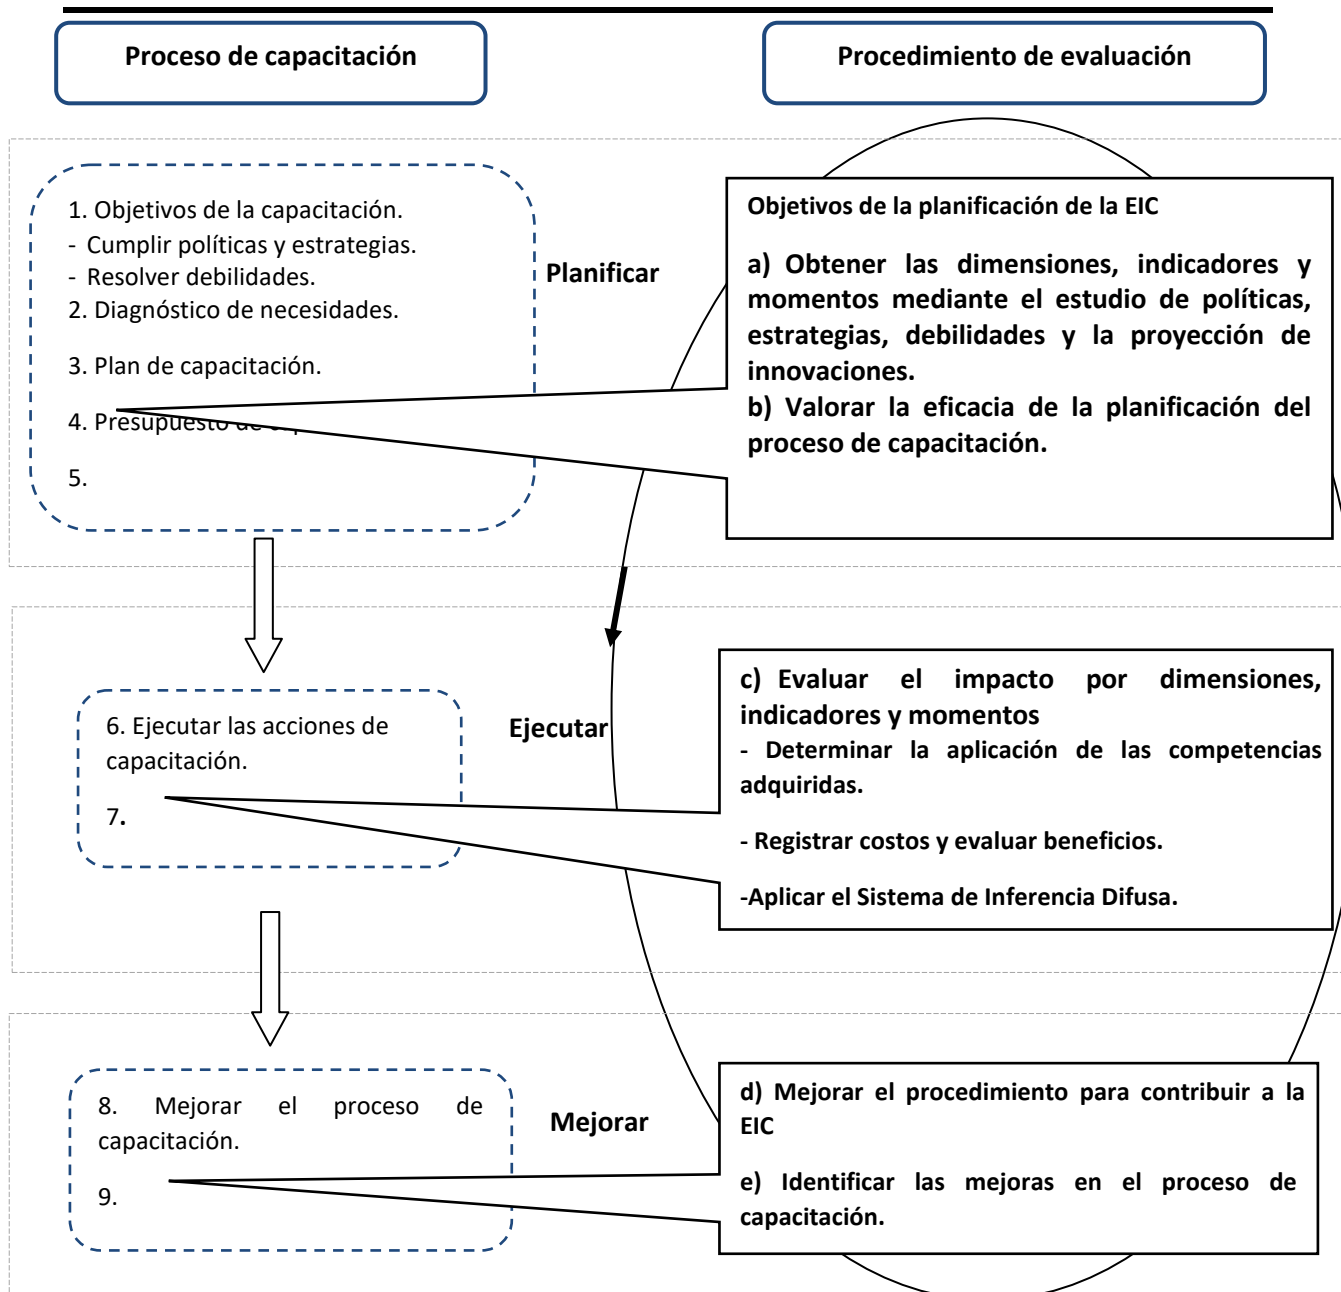 Proceso de capacitación
Procedimiento de evaluación
1. Objetivos de la capacitación.
- Cumplir políticas y estrategias.
- Resolver debilidades.
2. Diagnóstico de necesidades.
3. Plan de capacitación.
4. Presupuesto de
5.
Planificar
Objetivos de la planificación de la EIC
a) Obtener las dimensiones, indicadores y
momentos mediante el estudio de políticas,
estrategias, debilidades y la proyección de
innovaciones.
b) Valorar la eficacia de la planificación del
proceso de capacitación.
6. Ejecutar las acciones de
capacitación.
7.
Ejecutar
c) Evaluar el impacto por dimensiones,
indicadores y momentos
- Determinar la aplicación de las competencias
adquiridas.
- Registrar costos y evaluar beneficios.
-Aplicar el Sistema de Inferencia Difusa.
8. Mejorar el proceso de
capacitación.
9.
Mejorar
d) Mejorar el procedimiento para contribuir a la
EIC
e) Identificar las mejoras en el proceso de
capacitación.